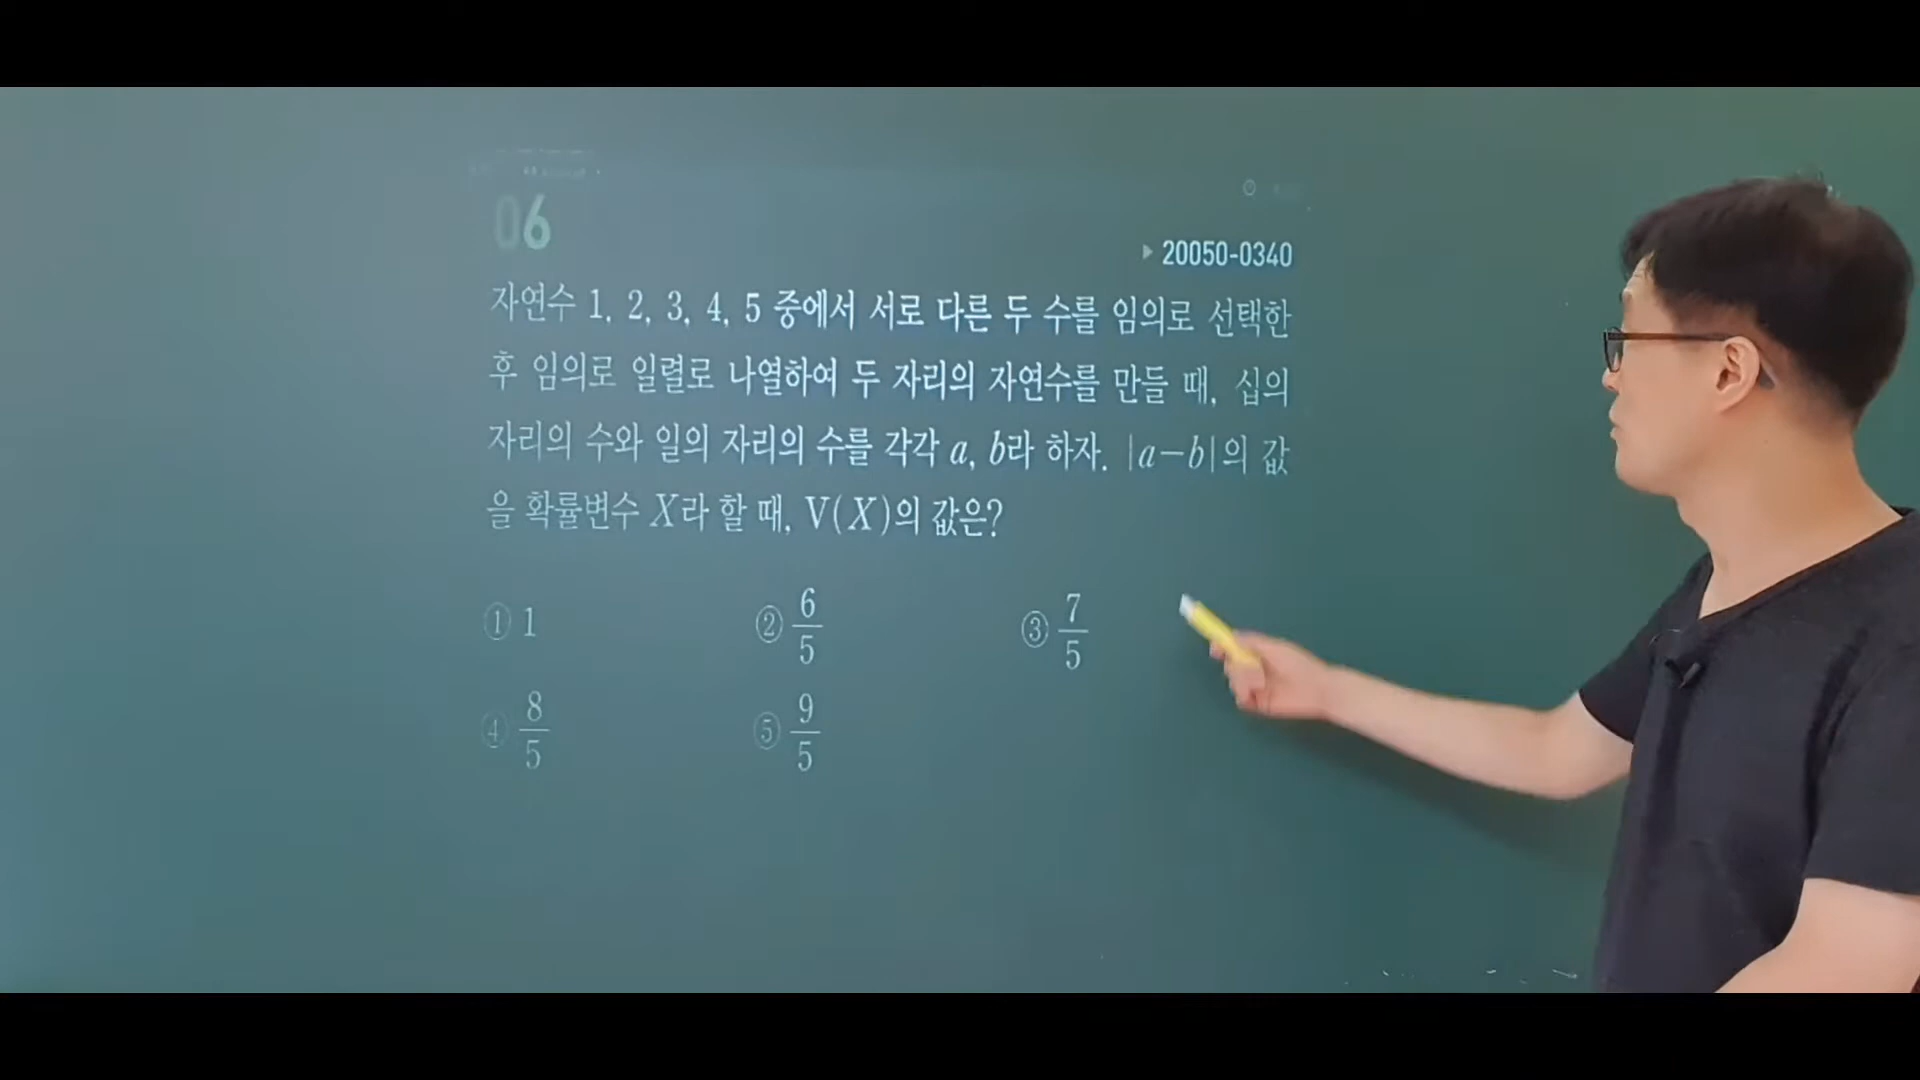 06
20050-0340
자연수 1, 2, 3, 4, 5 중에서 서로 다른 두 수를 임의로 선택한
후 임의로 일렬로 나열하여 두 자리의 자연수를 만들 때, 십의
자리의 수와 일의 자리의 수를 각각 a, b라 하자. |a-b|의 값
을 확률변수 X라 할 때, V(X)의 값은?
① 1 ② 6/5 ③ 7/5
④ 8/5 ⑤ 9/5